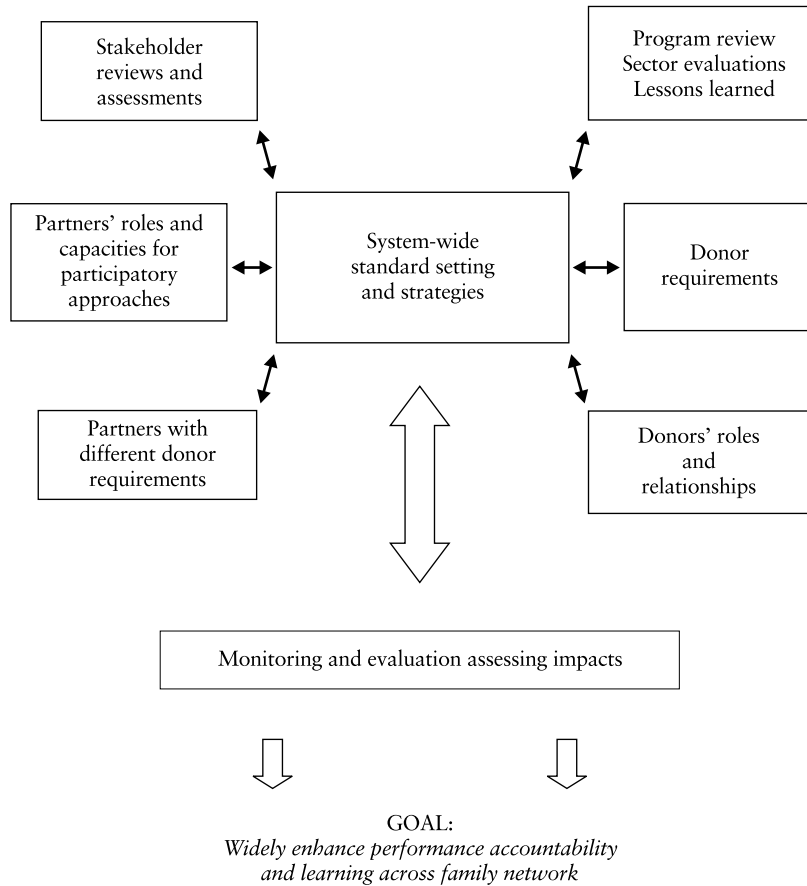 Stakeholder
reviews and
assessments
Program review
Sector evaluations
Lessons learned
Partners’ roles and
capacities for
participatory
approaches
System-wide
standard setting
and strategies
Donor
requirements
Partners with
different donor
requirements
Donors’ roles
and
relationships
Monitoring and evaluation assessing impacts
GOAL:
Widely enhance performance accountability
and learning across family network